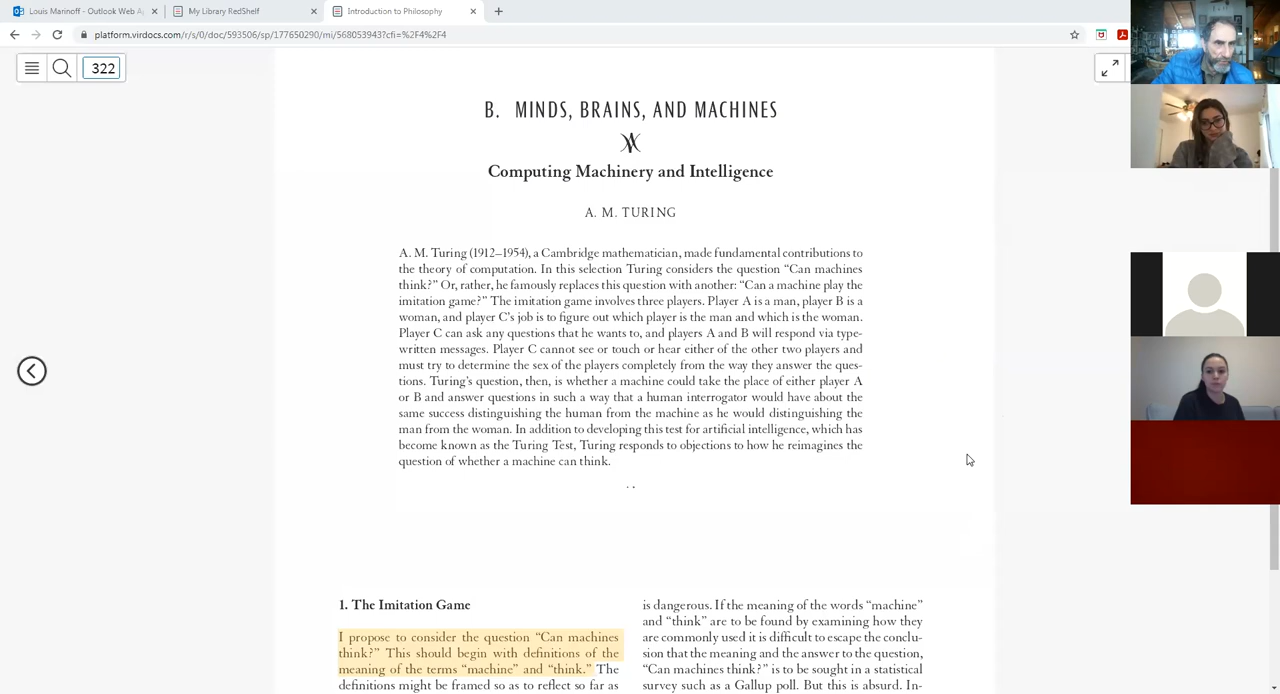 Louis Marinoff - Outlook Web A
My Library RedShelf
Introduction to Philosophy
platform.virdocs.com/r/s/0/doc/593506/sp/177650290/mi/568053943?cfi=%2F4%2F4
322
B. MINDS, BRAINS, AND MACHINES
Computing Machinery and Intelligence
A. M. TURING
A. M. Turing (1912–1954), a Cambridge mathematician, made fundamental contributions to
the theory of computation. In this selection Turing considers the question “Can machines
think?” Or, rather, he famously replaces this question with another: “Can a machine play the
imitation game?” The imitation game involves three players. Player A is a man, player B is a
woman, and player C’s job is to figure out which player is the man and which is the woman.
Player C can ask any questions that he wants to, and players A and B will respond via type-
written messages. Player C cannot see or touch or hear either of the other two players and
must try to determine the sex of the players completely from the way they answer the ques-
tions. Turing’s question, then, is whether a machine could take the place of either player A
or B and answer questions in such a way that a human interrogator would have about the
same success distinguishing the human from the machine as he would distinguishing the
man from the woman. In addition to developing this test for artificial intelligence, which has
become known as the Turing Test, Turing responds to objections to how he reimagines the
question of whether a machine can think.
. .
1. The Imitation Game
I propose to consider the question “Can machines
think?” This should begin with definitions of the
meaning of the terms “machine” and “think.” The
definitions might be framed so as to reflect so far as
is dangerous. If the meaning of the words “machine”
and “think” are to be found by examining how they
are commonly used it is difficult to escape the conclu-
sion that the meaning and the answer to the question,
“Can machines think?” is to be sought in a statistical
survey such as a Gallup poll. But this is absurd. In-